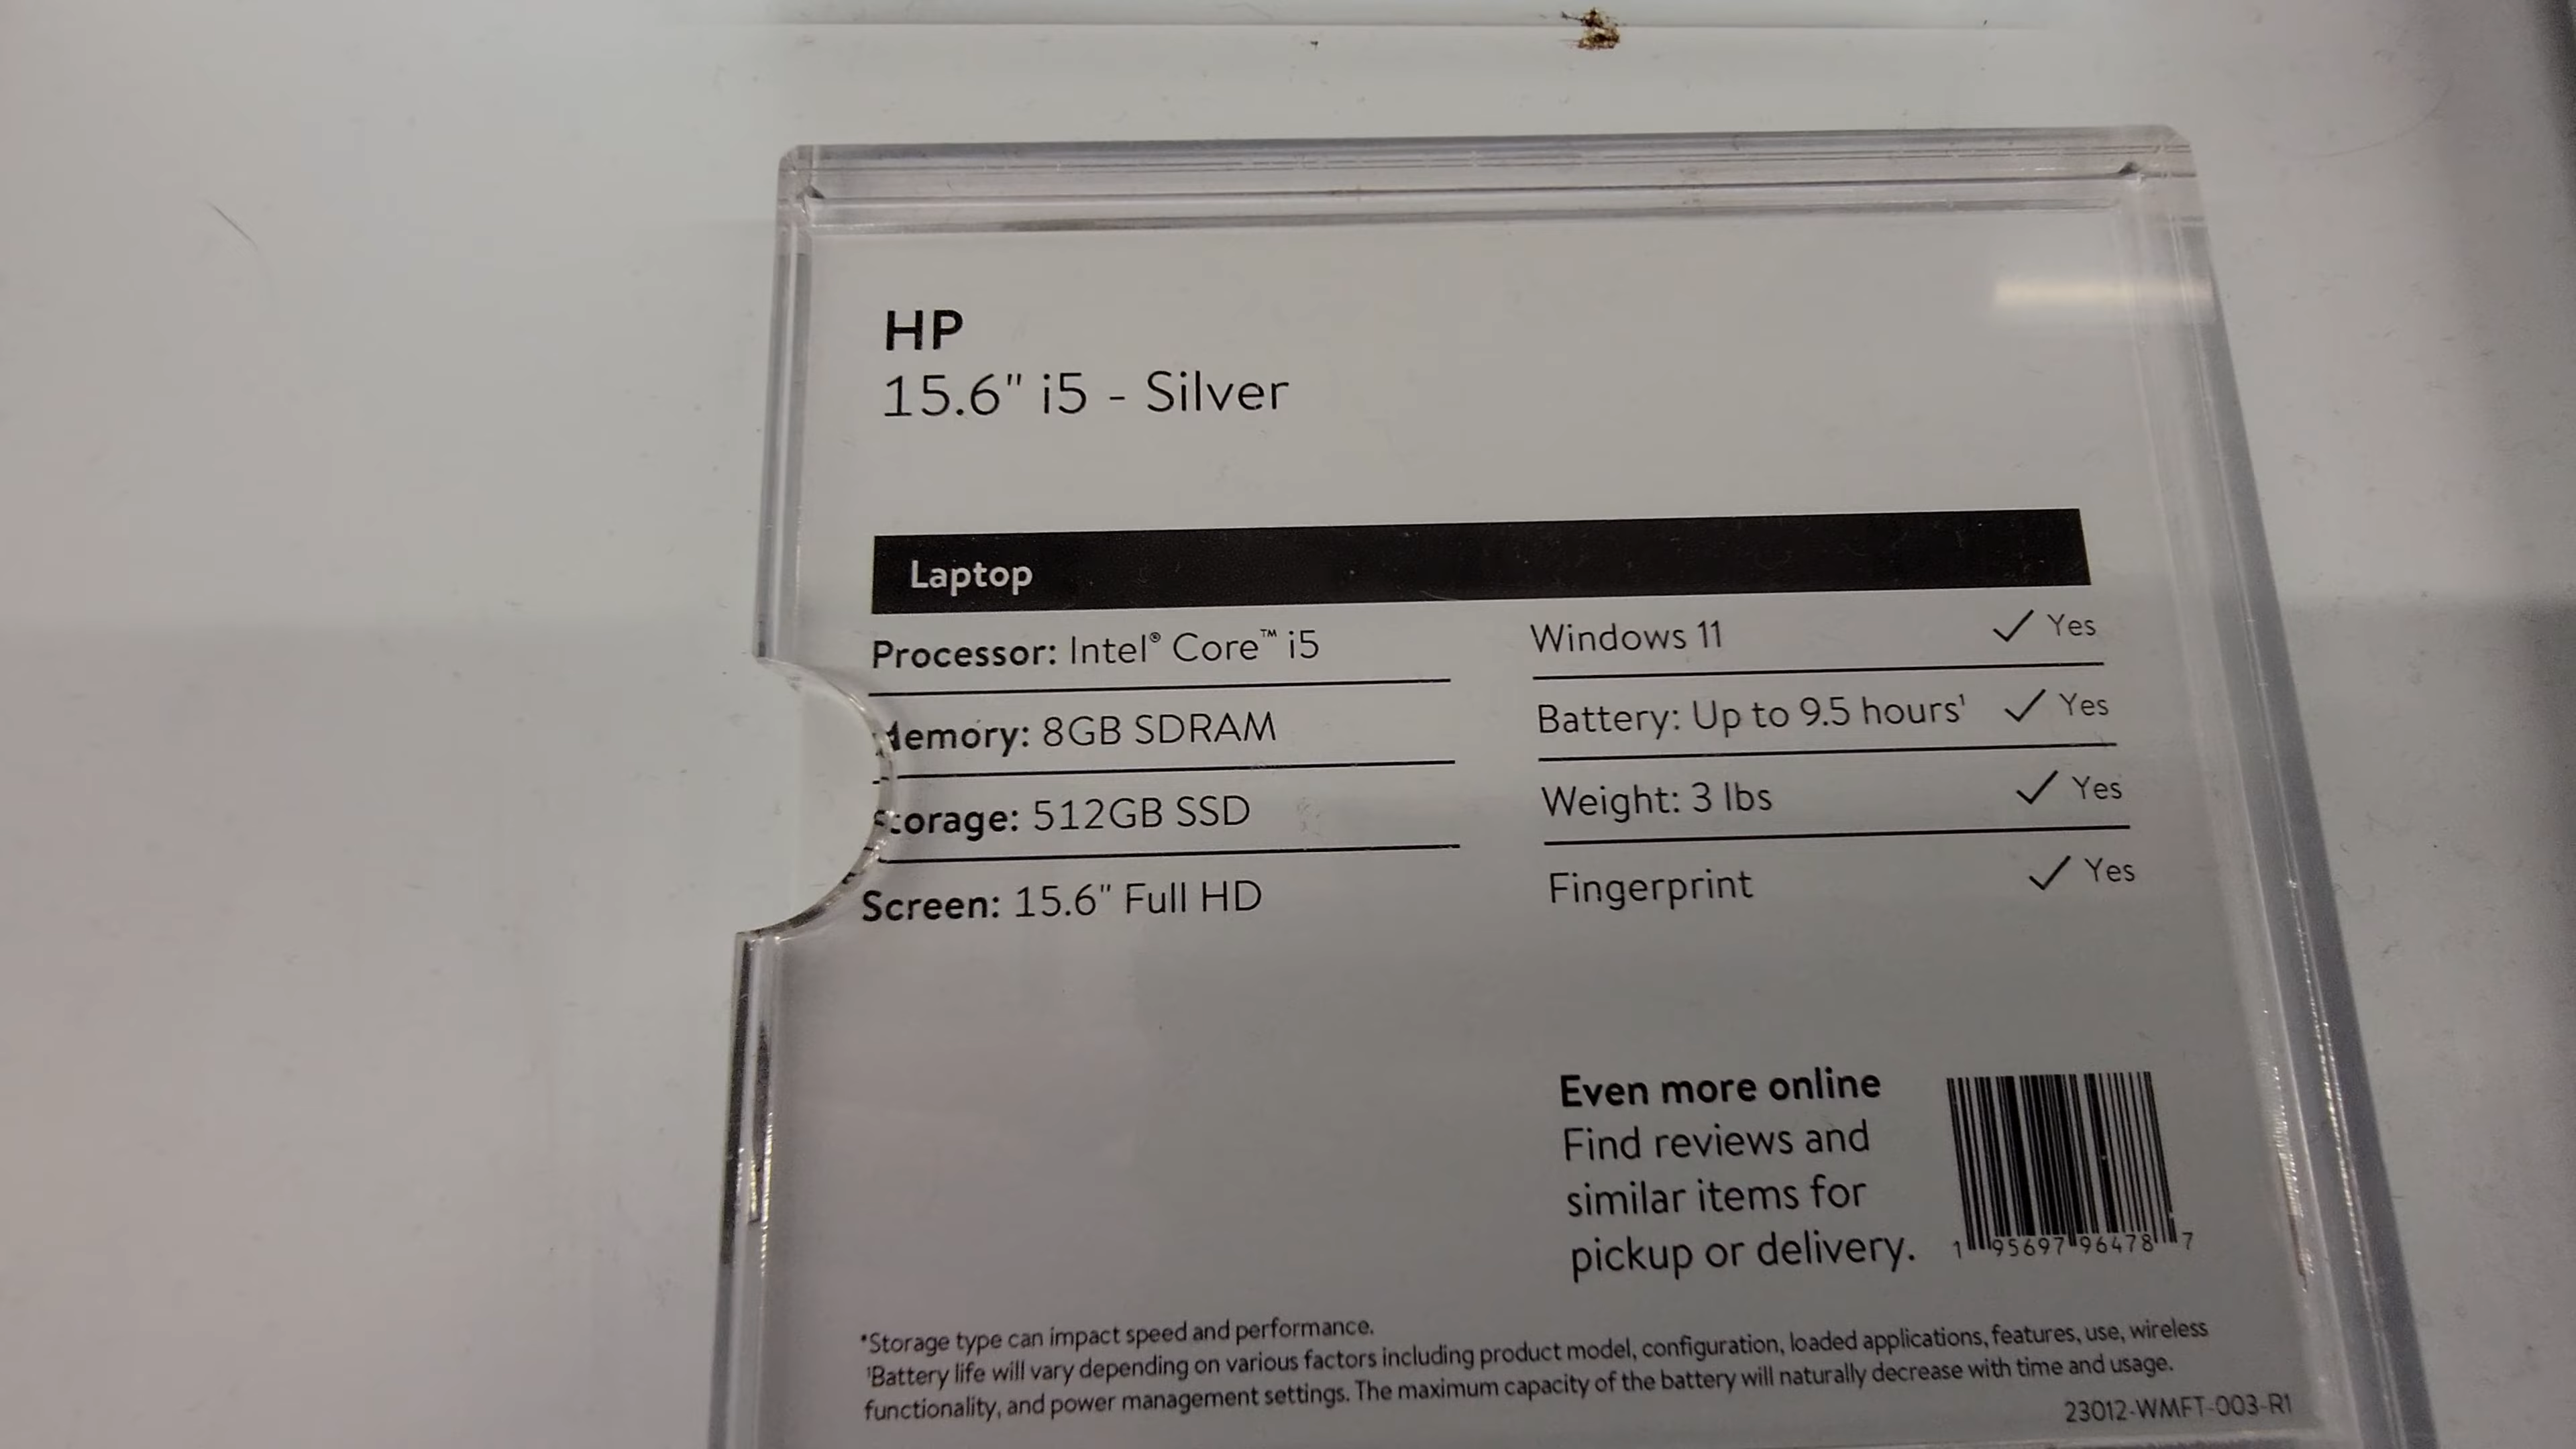 HP
15.6" i5 - Silver
Laptop
Processor: Intel® Core™ i5
Memory: 8GB SDRAM
Storage: 512GB SSD
Screen: 15.6" Full HD
Windows 11 ✓ Yes
Battery: Up to 9.5 hours¹ ✓ Yes
Weight: 3 lbs ✓ Yes
Fingerprint ✓ Yes
Even more online
Find reviews and
similar items for
pickup or delivery.
1 95697 96478 7
*Storage type can impact speed and performance.
¹Battery life will vary depending on various factors including product model, configuration, loaded applications, features, use, wireless
functionality, and power management settings. The maximum capacity of the battery will naturally decrease with time and usage.
23012-WMFT-003-R1